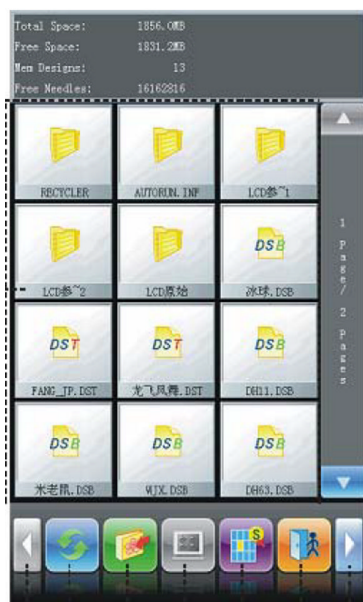 Total Space: 1856.0MB
Free Space: 1831.2MB
Mem Designs: 13
Free Needles: 16162816
RECYCLER AUTORUN.INF LCD参~1
DSB
LCD参~2 LCD原始 冰球.DSB
DST DST DSB
FANG_JP.DST 龙飞凤舞.DST DH11.DSB
DSB DSB DSB
米老鼠.DSB WJX.DSB DH63.DSB
1 Page/ 2 Pages
S